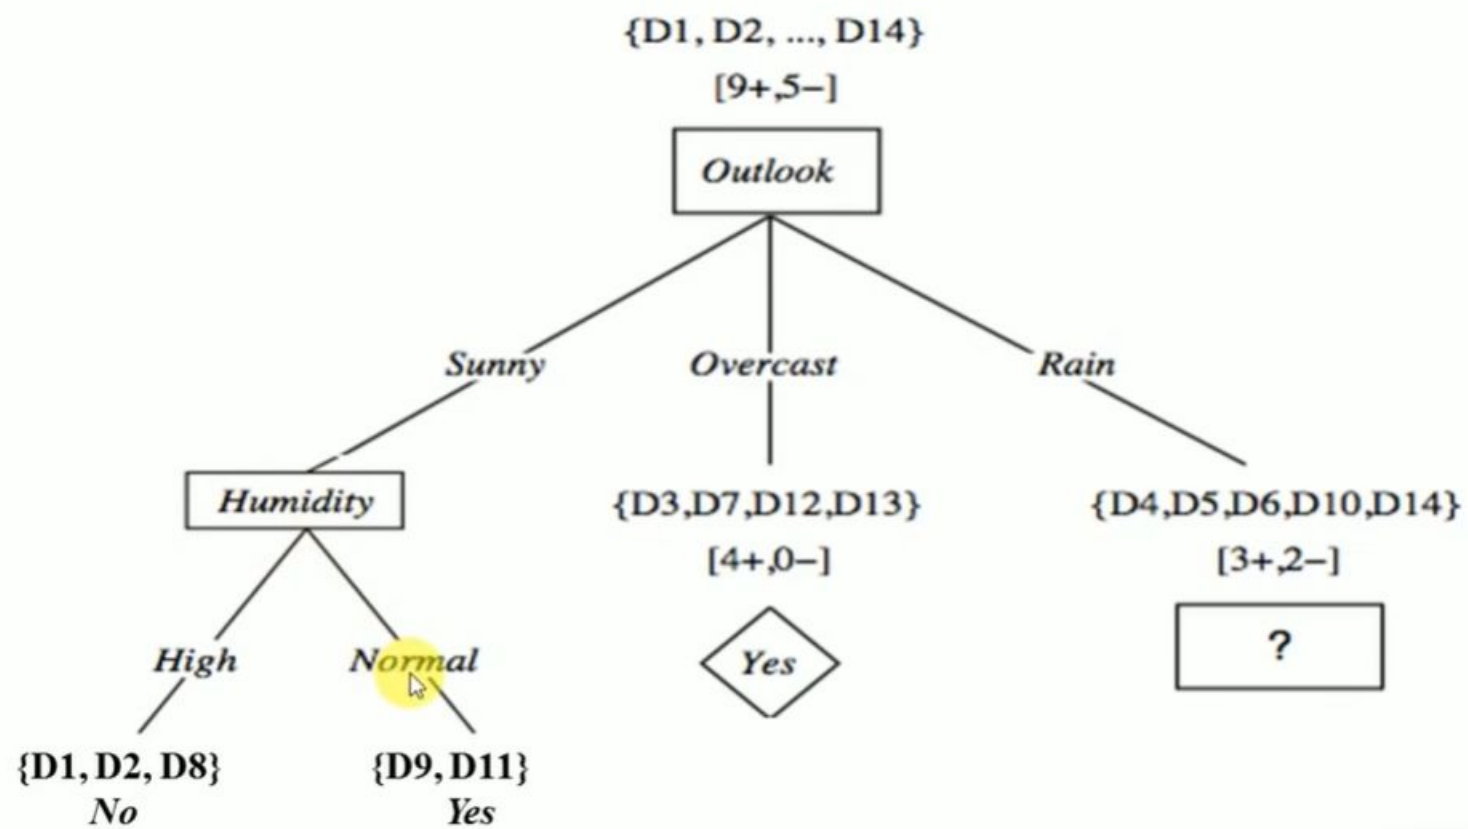 {D1, D2, ..., D14}
[9+,5−]
Outlook
Sunny
Overcast
Rain
Humidity
{D3,D7,D12,D13}
{D4,D5,D6,D10,D14}
[4+,0−]
[3+,2−]
High
Normal
Yes
?
{D1, D2, D8}
{D9, D11}
No
Yes